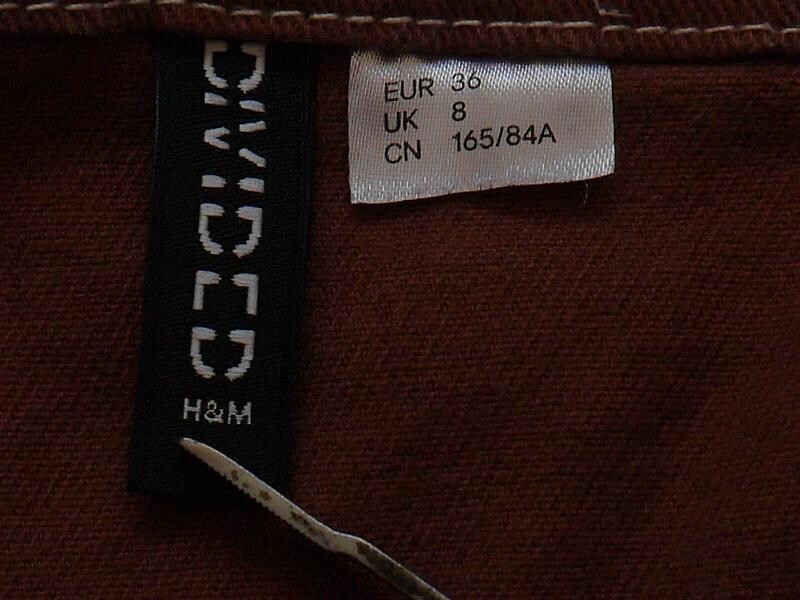 DIVIDED
H&M
EUR 36
UK 8
CN 165/84A